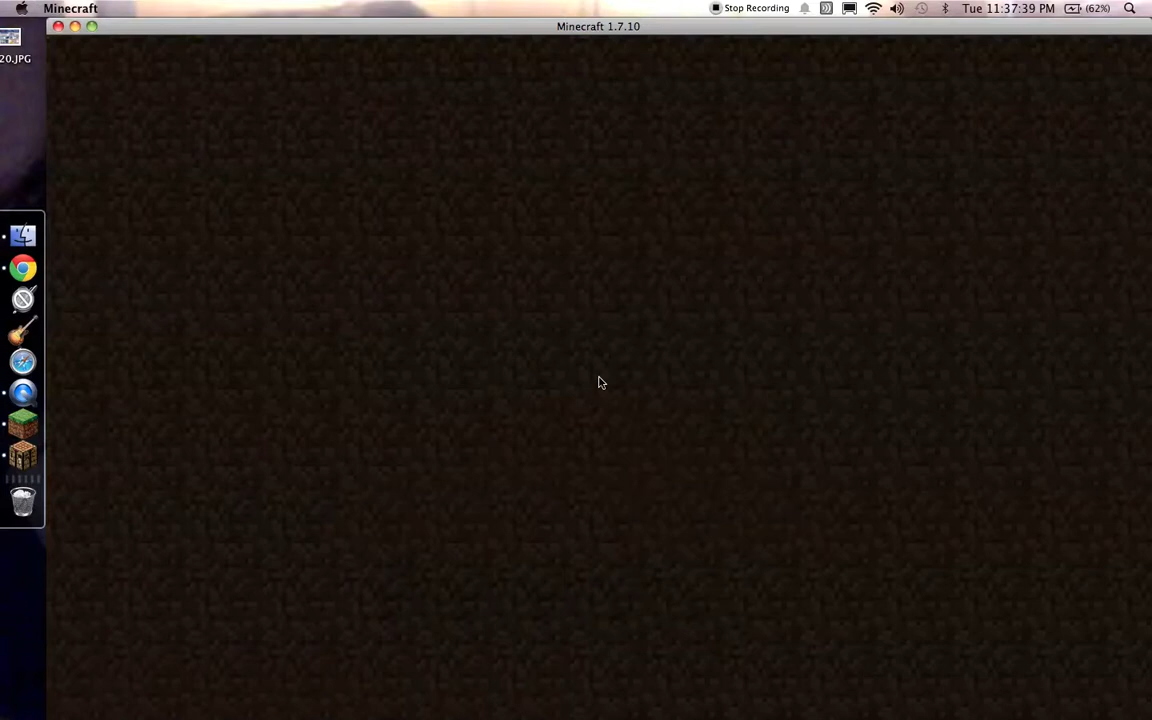 Minecraft
Stop Recording
Tue 11:37:39 PM
(62%)
Minecraft 1.7.10
20.JPG